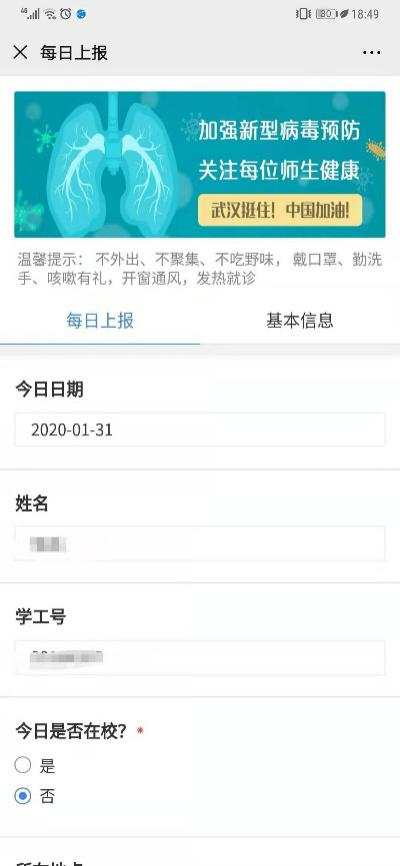 4G
80
18:49
每日上报
加强新型病毒预防
关注每位师生健康
武汉挺住！中国加油！
温馨提示： 不外出、不聚集、不吃野味， 戴口罩、勤洗
手、咳嗽有礼，开窗通风，发热就诊
每日上报
基本信息
今日日期
2020-01-31
姓名
学工号
今日是否在校？ *
是
否